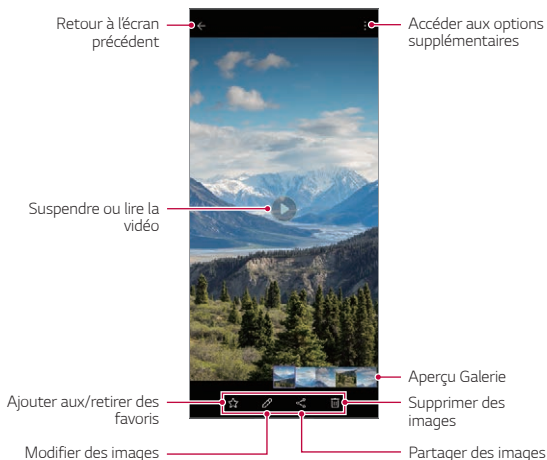 Retour à l'écran
précédent
Accéder aux options
supplémentaires
Suspendre ou lire la
vidéo
Aperçu Galerie
Ajouter aux/retirer des
favoris
Supprimer des
images
Modifier des images
Partager des images